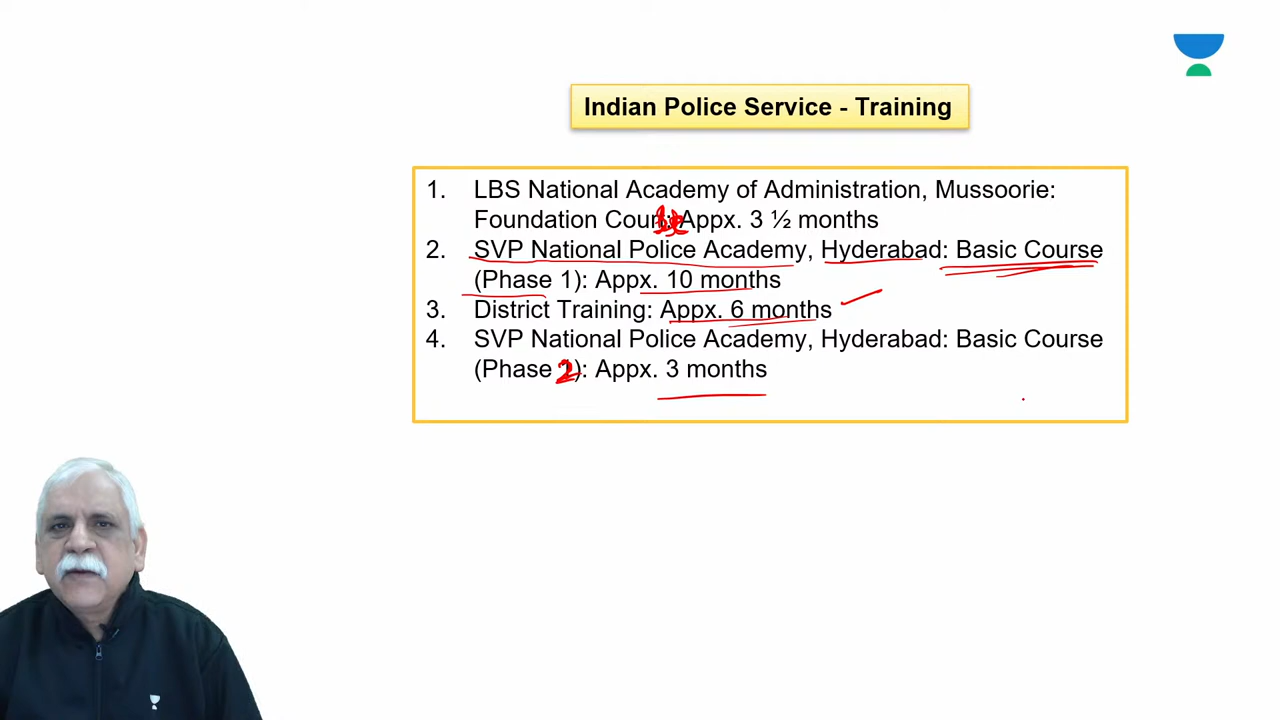 Indian Police Service - Training
1. LBS National Academy of Administration, Mussoorie:
Foundation Appx. 3 ½ months
2. SVP National Police Academy, Hyderabad: Basic Course
(Phase 1): Appx. 10 months
3. District Training: Appx. 6 months
4. SVP National Police Academy, Hyderabad: Basic Course
(Phase 2): Appx. 3 months